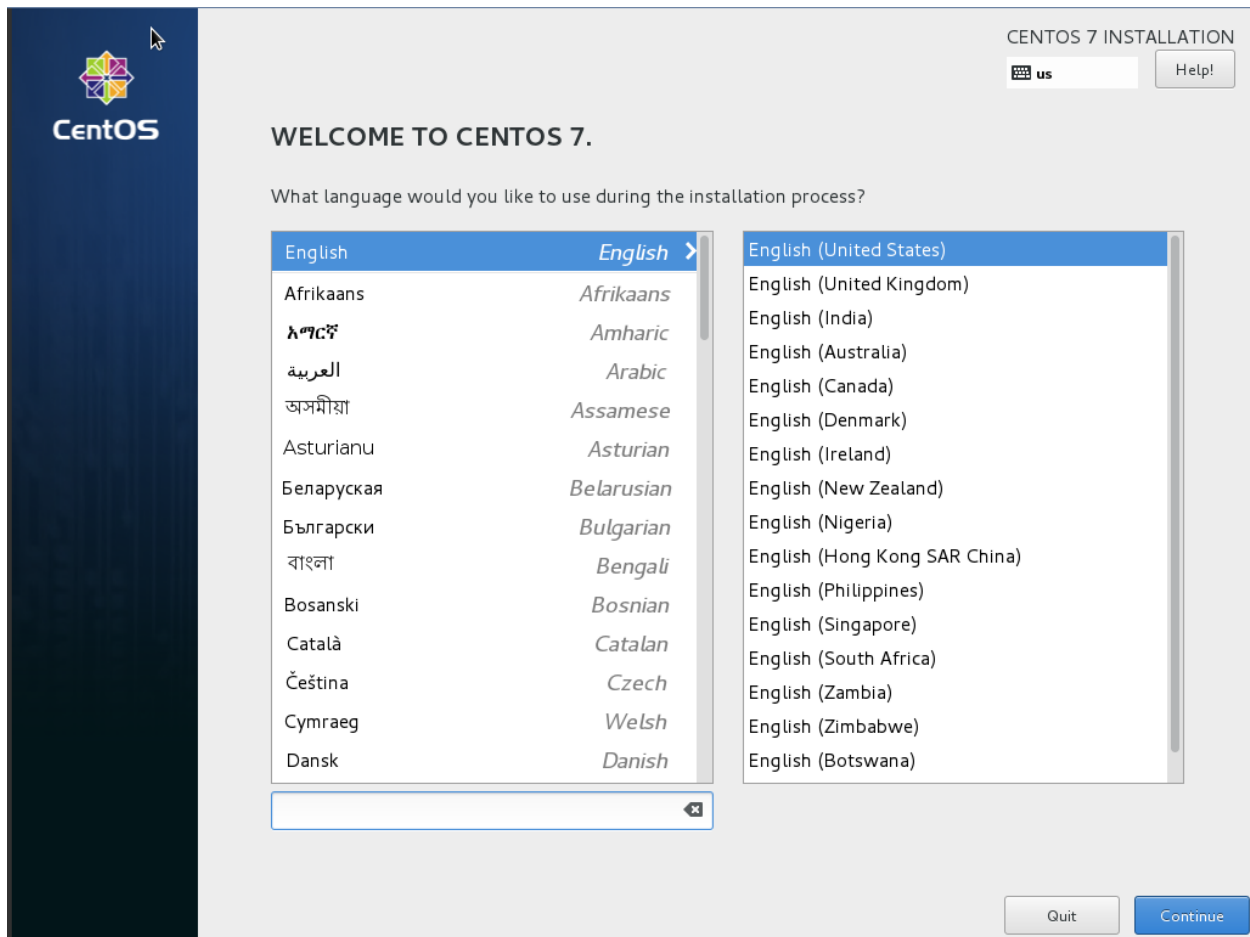 CentOS
CENTOS 7 INSTALLATION
us
Help!
WELCOME TO CENTOS 7.
What language would you like to use during the installation process?
English English
Afrikaans Afrikaans
አማርኛ Amharic
العربية Arabic
অসমীয়া Assamese
Asturianu Asturian
Беларуская Belarusian
Български Bulgarian
বাংলা Bengali
Bosanski Bosnian
Català Catalan
Čeština Czech
Cymraeg Welsh
Dansk Danish
English (United States)
English (United Kingdom)
English (India)
English (Australia)
English (Canada)
English (Denmark)
English (Ireland)
English (New Zealand)
English (Nigeria)
English (Hong Kong SAR China)
English (Philippines)
English (Singapore)
English (South Africa)
English (Zambia)
English (Zimbabwe)
English (Botswana)
Quit
Continue